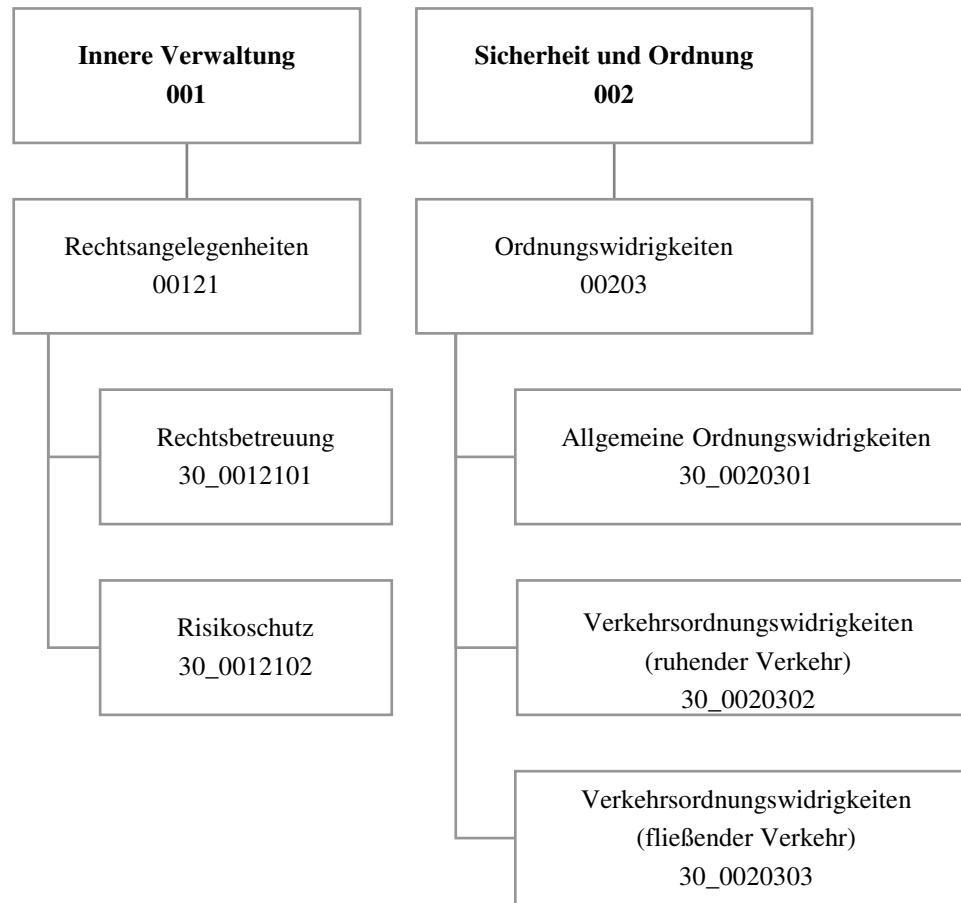 Innere Verwaltung
001
Sicherheit und Ordnung
002
Rechtsangelegenheiten
00121
Ordnungswidrigkeiten
00203
Rechtsbetreuung
30_0012101
Allgemeine Ordnungswidrigkeiten
30_0020301
Risikoschutz
30_0012102
Verkehrsordnungswidrigkeiten
(ruhender Verkehr)
30_0020302
Verkehrsordnungswidrigkeiten
(fließender Verkehr)
30_0020303